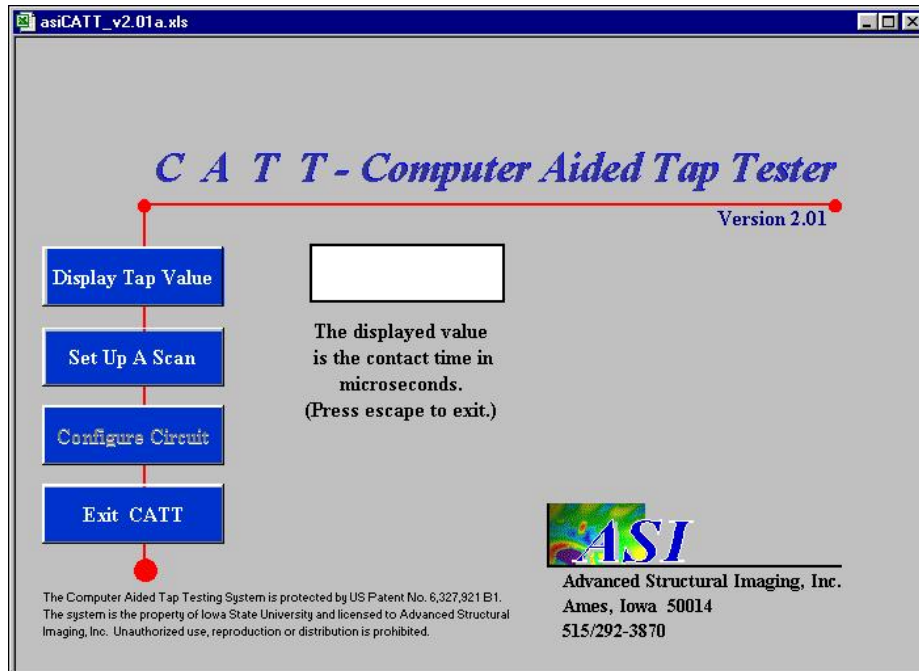 asiCATT_v2.01a.xls
C A T T - Computer Aided Tap Tester
Version 2.01
Display Tap Value
Set Up A Scan
Configure Circuit
Exit CATT
The displayed value
is the contact time in
microseconds.
(Press escape to exit.)
ASI
Advanced Structural Imaging, Inc.
Ames, Iowa 50014
515/292-3870
The Computer Aided Tap Testing System is protected by US Patent No. 6,327,921 B1.
The system is the property of Iowa State University and licensed to Advanced Structural
Imaging, Inc. Unauthorized use, reproduction or distribution is prohibited.